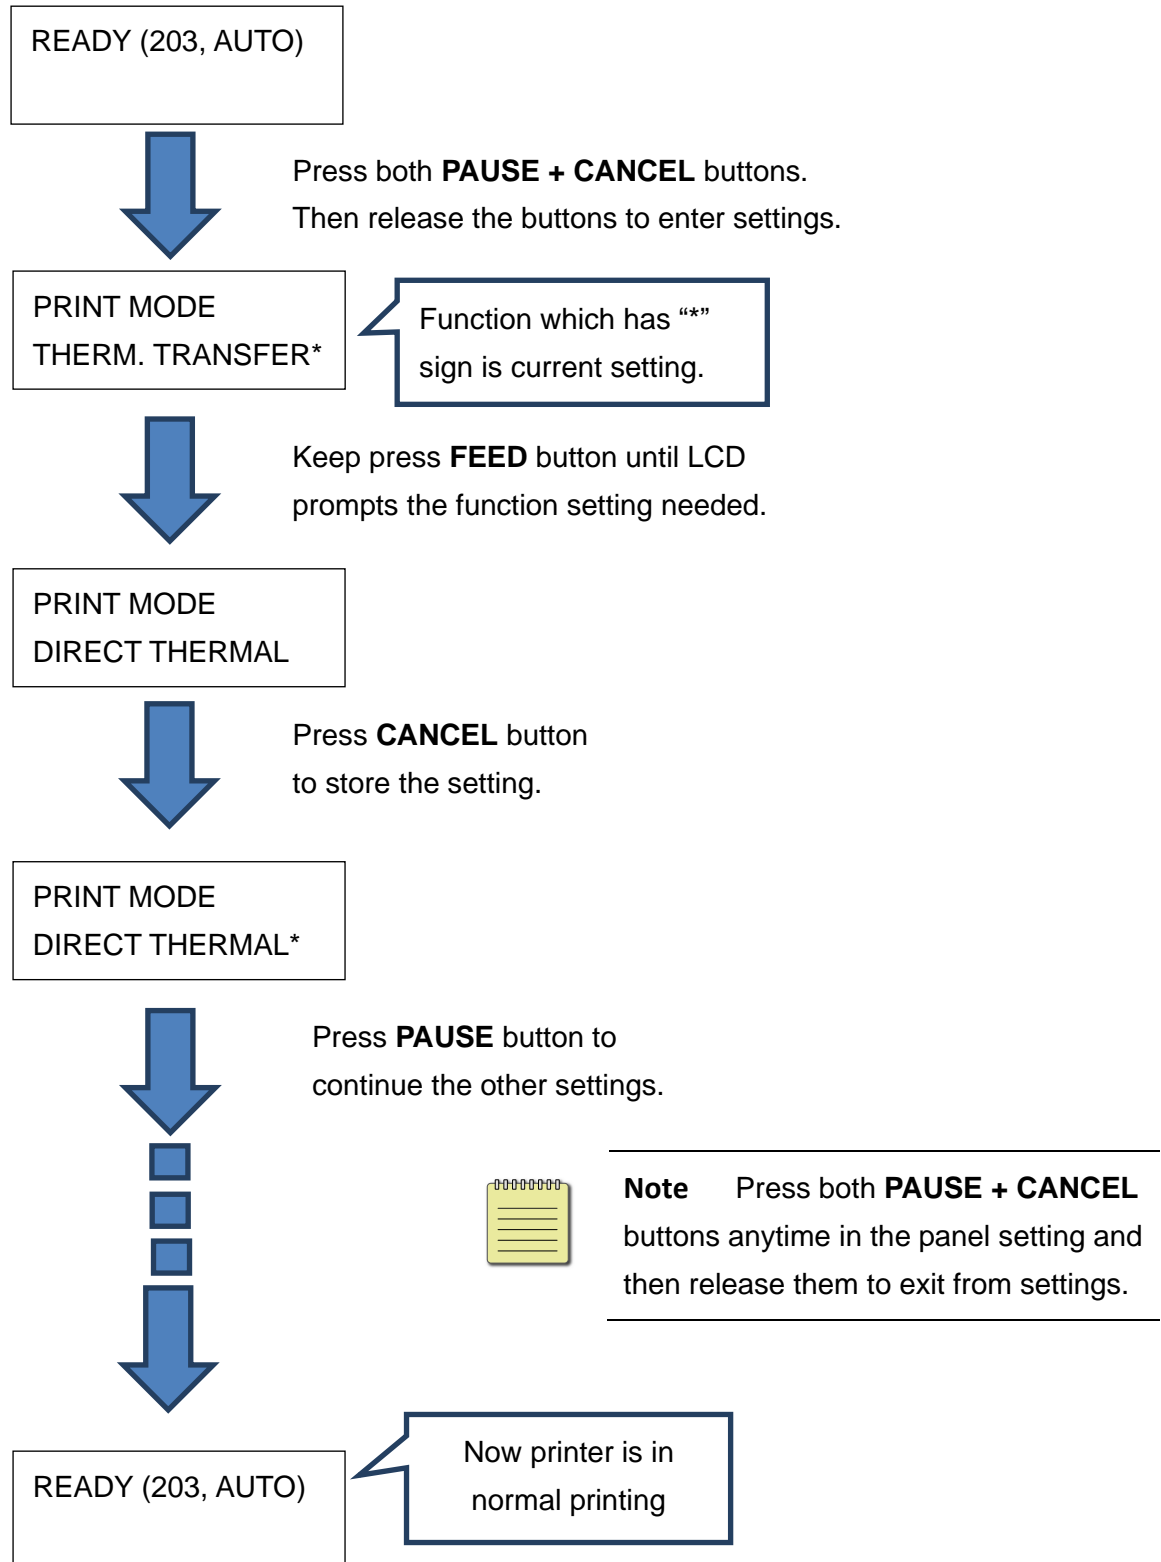 READY (203, AUTO)
Press both PAUSE + CANCEL buttons.
Then release the buttons to enter settings.
PRINT MODE
THERM. TRANSFER*
Function which has “*”
sign is current setting.
Keep press FEED button until LCD
prompts the function setting needed.
PRINT MODE
DIRECT THERMAL
Press CANCEL button
to store the setting.
PRINT MODE
DIRECT THERMAL*
Press PAUSE button to
continue the other settings.
Note Press both PAUSE + CANCEL
buttons anytime in the panel setting and
then release them to exit from settings.
Now printer is in
normal printing
READY (203, AUTO)